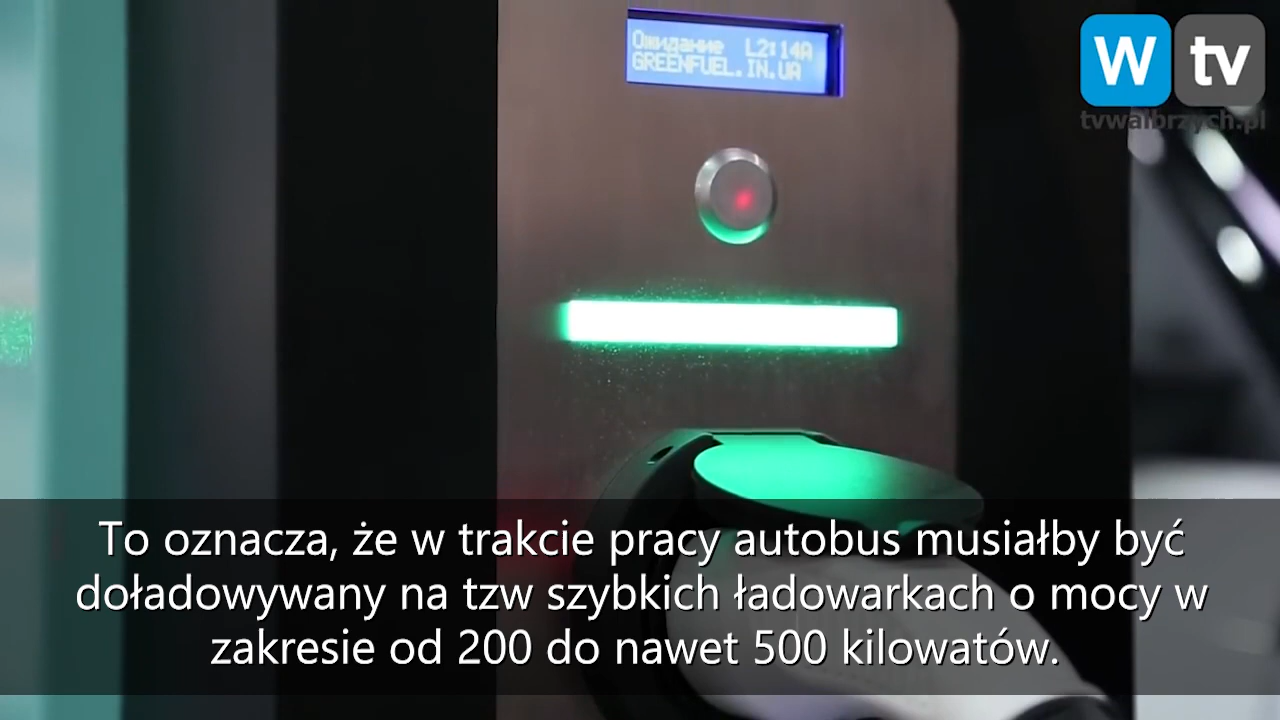 Ожидание L2:14A
GREENFUEL.IN.UA
W tv
tvwalbrzych.pl
To oznacza, że w trakcie pracy autobus musiałby być
doładowywany na tzw szybkich ładowarkach o mocy w
zakresie od 200 do nawet 500 kilowatów.